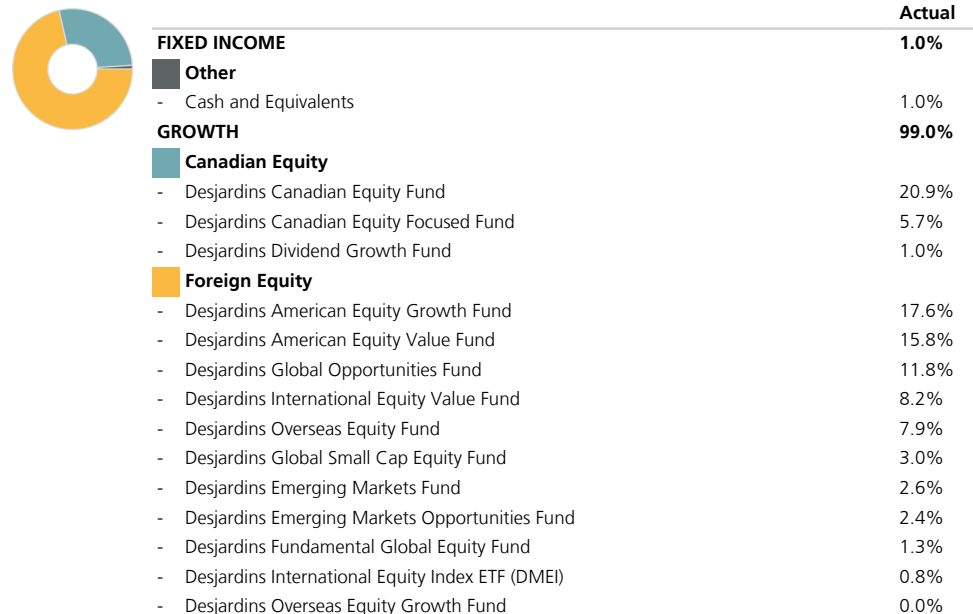 Actual
FIXED INCOME 1.0%
Other
- Cash and Equivalents 1.0%
GROWTH 99.0%
Canadian Equity
- Desjardins Canadian Equity Fund 20.9%
- Desjardins Canadian Equity Focused Fund 5.7%
- Desjardins Dividend Growth Fund 1.0%
Foreign Equity
- Desjardins American Equity Growth Fund 17.6%
- Desjardins American Equity Value Fund 15.8%
- Desjardins Global Opportunities Fund 11.8%
- Desjardins International Equity Value Fund 8.2%
- Desjardins Overseas Equity Fund 7.9%
- Desjardins Global Small Cap Equity Fund 3.0%
- Desjardins Emerging Markets Fund 2.6%
- Desjardins Emerging Markets Opportunities Fund 2.4%
- Desjardins Fundamental Global Equity Fund 1.3%
- Desjardins International Equity Index ETF (DMEI) 0.8%
- Desjardins Overseas Equity Growth Fund 0.0%